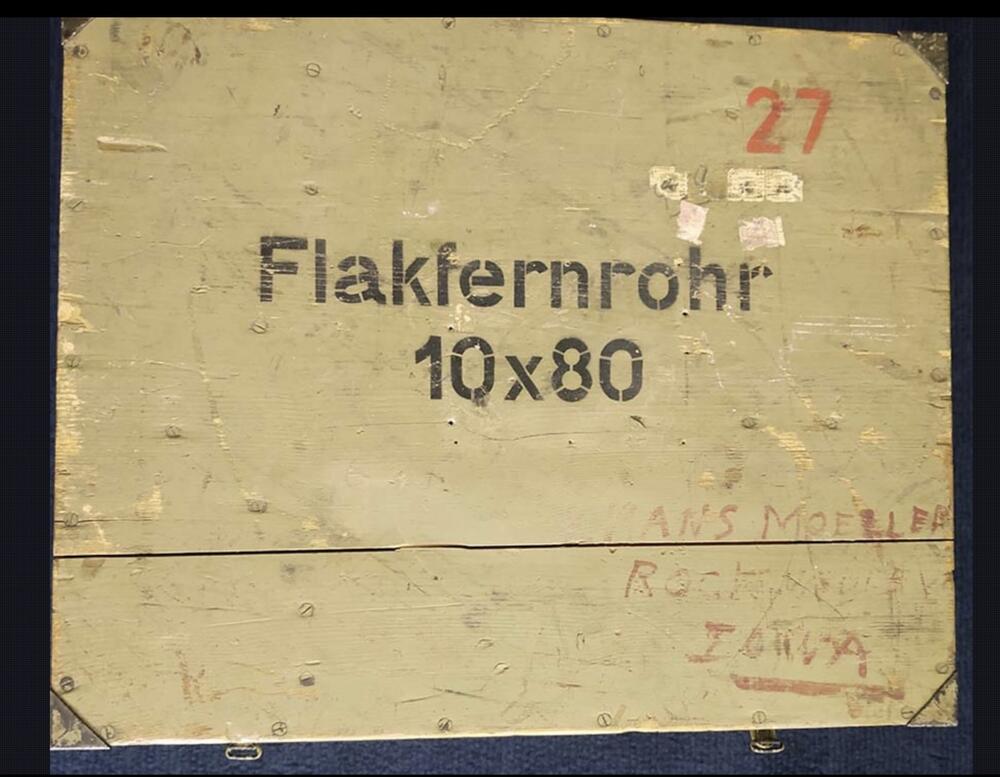 27
Flakfernrohr
10x80
HANS MOELLER
IOWA